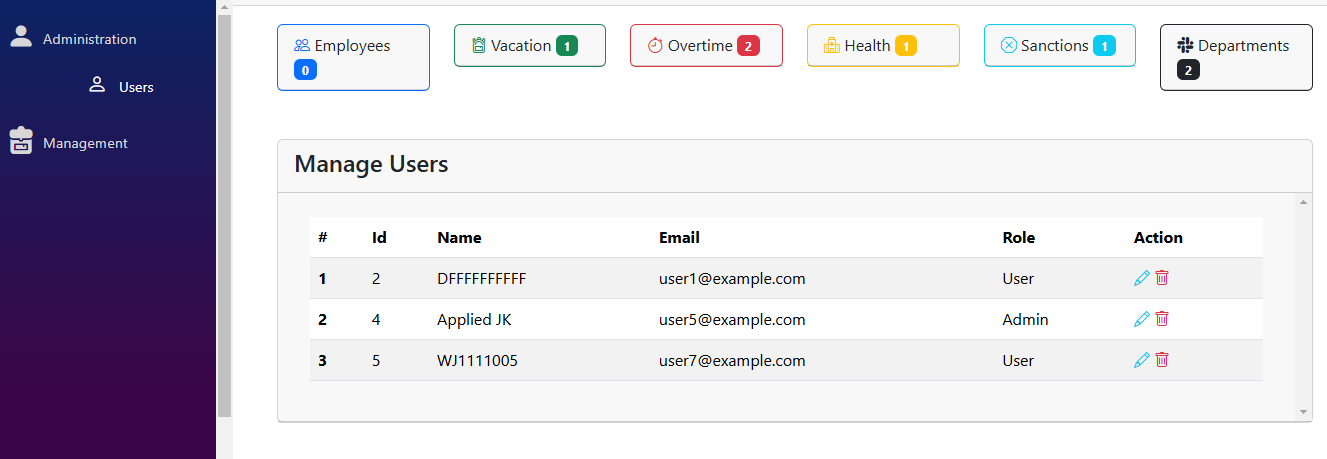 Administration
Users
Management
Employees 0
Vacation 1
Overtime 2
Health 1
Sanctions 1
Departments 2
Manage Users
# Id Name Email Role Action
1 2 DFFFFFFFFFF user1@example.com User
2 4 Applied JK user5@example.com Admin
3 5 WJ1111005 user7@example.com User